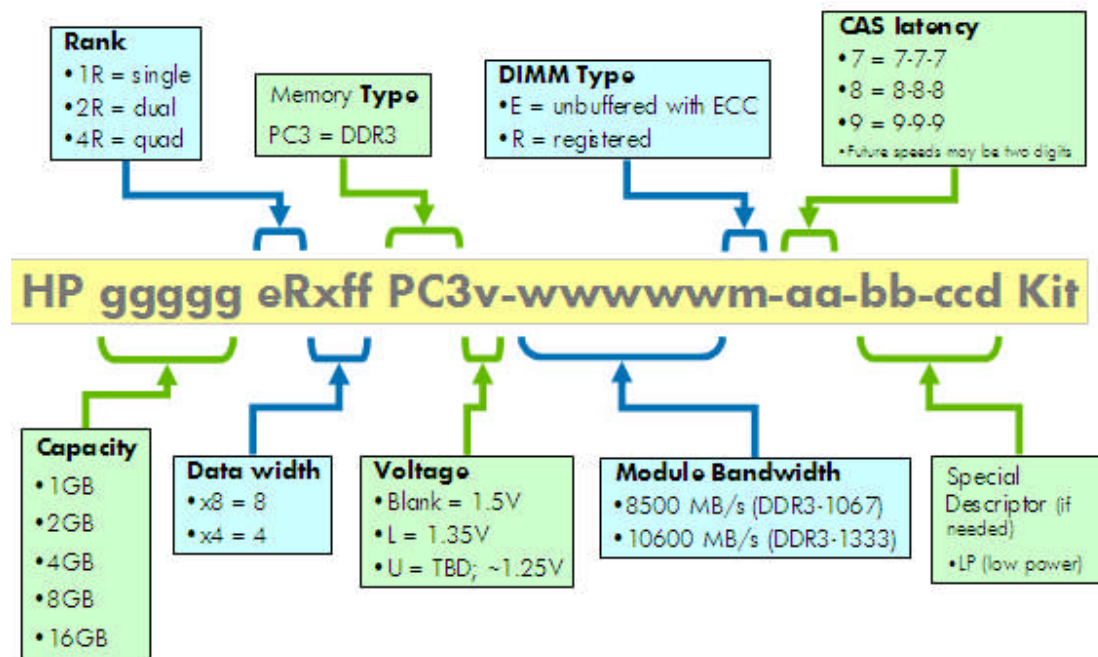 Rank
•1R = single
•2R = dual
•4R = quad
Memory Type
PC3 = DDR3
DIMM Type
•E = unbuffered with ECC
•R = registered
CAS latency
•7 = 7-7-7
•8 = 8-8-8
•9 = 9-9-9
•Future speeds may be two digits
HP ggggg eRxff PC3v-wwwwwm-aa-bb-ccd Kit
Capacity
•1GB
•2GB
•4GB
•8GB
•16GB
Data width
•x8 = 8
•x4 = 4
Voltage
•Blank = 1.5V
•L = 1.35V
•U = TBD; ~1.25V
Module Bandwidth
•8500 MB/s (DDR3-1067)
•10600 MB/s (DDR3-1333)
Special
Descriptor (if
needed)
•LP (low power)